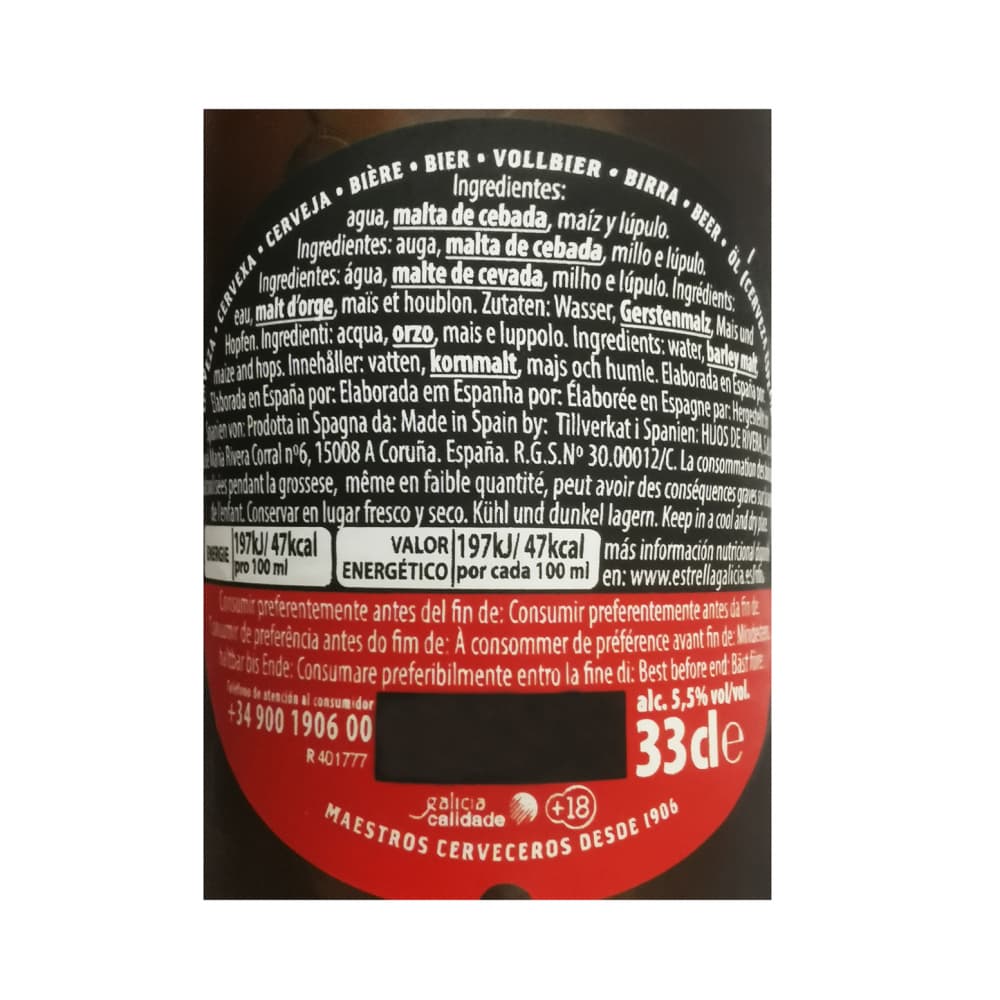 CERVEXA • CERVEJA • BIÈRE • BIER • VOLLBIER • BIRRA • BEER • ÖL (CERVEZA
Ingredientes:
agua, malta de cebada, maíz y lúpulo.
Ingredientes: auga, malta de cebada, millo e lúpulo.
Ingredientes: água, malte de cevada, milho e lúpulo. Ingrédients:
eau, malt d'orge, maïs et houblon. Zutaten: Wasser, Gerstenmalz, Mais und
Hopfen. Ingredienti: acqua, orzo, mais e luppolo. Ingredients: water, barley malt,
maize and hops. Innehåller: vatten, kornmalt, majs och humle. Elaborada en España por:
Elaborada en España por: Elaborada em Espanha por: Élaborée en Espagne par: Hergestellt in
Spanien von: Prodotta in Spagna da: Made in Spain by: Tillverkat i Spanien: HIJOS DE RIVERA, S.A.
María Rivera Corral nº6, 15008 A Coruña. España. R.G.S.Nº 30.00012/C. La consommation des
pendant la grossese, même en faible quantité, peut avoir des conséquences graves sur
de l'enfant. Conservar en lugar fresco y seco. Kühl und dunkel lagern. Keep in a cool and dry place.
ENERGIE 197kJ/ 47kcal VALOR 197kJ/ 47kcal más información nutricional
pro 100 ml ENERGÉTICO por cada 100 ml en: www.estrellagalicia.es/info
Consumir preferentemente antes del fin de: Consumir preferentemente antes da fin de:
de preferência antes do fim de: À consommer de préférence avant fin de: Mindestens
haltbar bis Ende: Consumare preferibilmente entro la fine di: Best before end: Bäst före
Teléfono de atención al consumidor alc. 5,5% vol/vol.
+34 900 1906 00 33cl e
R 401777
galicia
calidade +18
MAESTROS CERVECEROS DESDE 1906